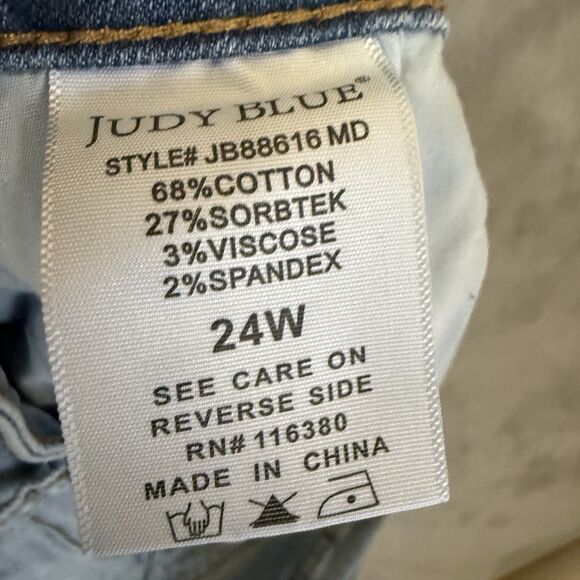 JUDY BLUE®
STYLE# JB88616 MD
68%COTTON
27%SORBTEK
3%VISCOSE
2%SPANDEX
24W
SEE CARE ON
REVERSE SIDE
RN# 116380
MADE IN CHINA